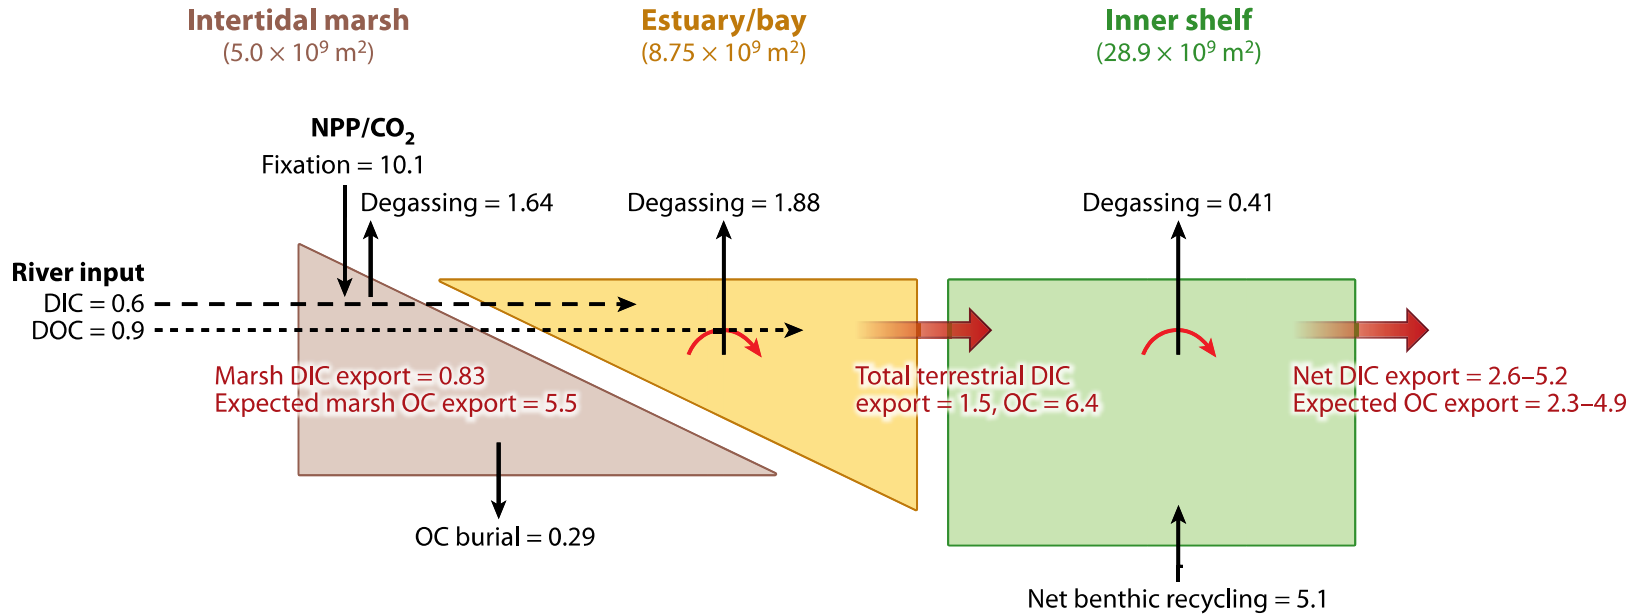 Intertidal marsh
(5.0 × 10⁹ m²)
Estuary/bay
(8.75 × 10⁹ m²)
Inner shelf
(28.9 × 10⁹ m²)
NPP/CO₂
Fixation = 10.1
Degassing = 1.64
Degassing = 1.88
Degassing = 0.41
River input
DIC = 0.6
DOC = 0.9
Marsh DIC export = 0.83
Expected marsh OC export = 5.5
Total terrestrial DIC
export = 1.5, OC = 6.4
Net DIC export = 2.6–5.2
Expected OC export = 2.3–4.9
OC burial = 0.29
Net benthic recycling = 5.1